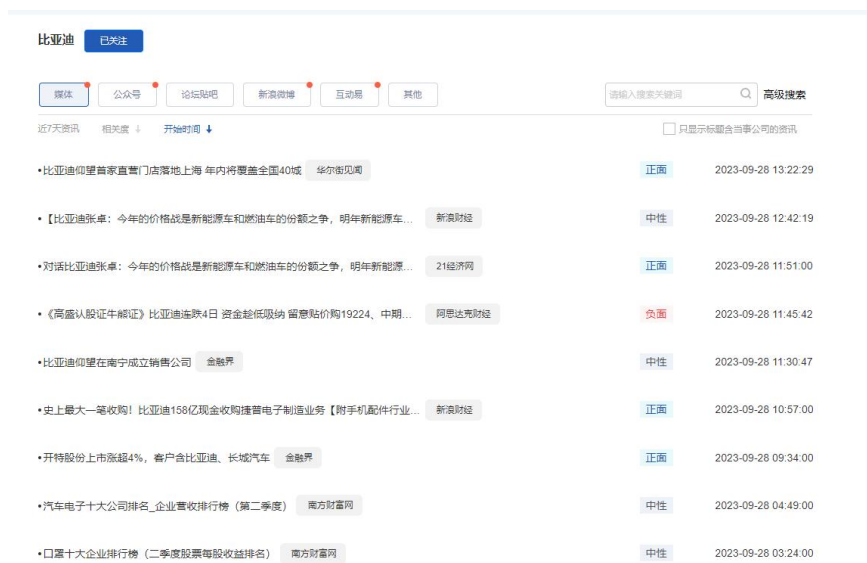 比亚迪 已关注
媒体 公众号 论坛贴吧 新浪微博 互动易 其他 请输入搜索关键词 高级搜索
近7天资讯 相关度 ↓ 开始时间 ↓ 只显示标题含当事公司的资讯
•比亚迪仰望首家直营门店落地上海 年内将覆盖全国40城 华尔街见闻 正面 2023-09-28 13:22:29
•【比亚迪张卓：今年的价格战是新能源车和燃油车的份额之争，明年新能源车... 新浪财经 中性 2023-09-28 12:42:19
•对话比亚迪张卓：今年的价格战是新能源车和燃油车的份额之争，明年新能源... 21经济网 正面 2023-09-28 11:51:00
•《高盛认股证牛熊证》比亚迪连跌4日 资金趁低吸纳 留意贴价购19224、中期... 阿思达克财经 负面 2023-09-28 11:45:42
•比亚迪仰望在南宁成立销售公司 金融界 中性 2023-09-28 11:30:47
•史上最大一笔收购！比亚迪158亿现金收购捷普电子制造业务【附手机配件行业... 新浪财经 正面 2023-09-28 10:57:00
•开特股份上市涨超4%，客户含比亚迪、长城汽车 金融界 正面 2023-09-28 09:34:00
•汽车电子十大公司排名_企业营收排行榜（第二季度） 南方财富网 中性 2023-09-28 04:49:00
•口罩十大企业排行榜（二季度股票每股收益排名） 南方财富网 中性 2023-09-28 03:24:00